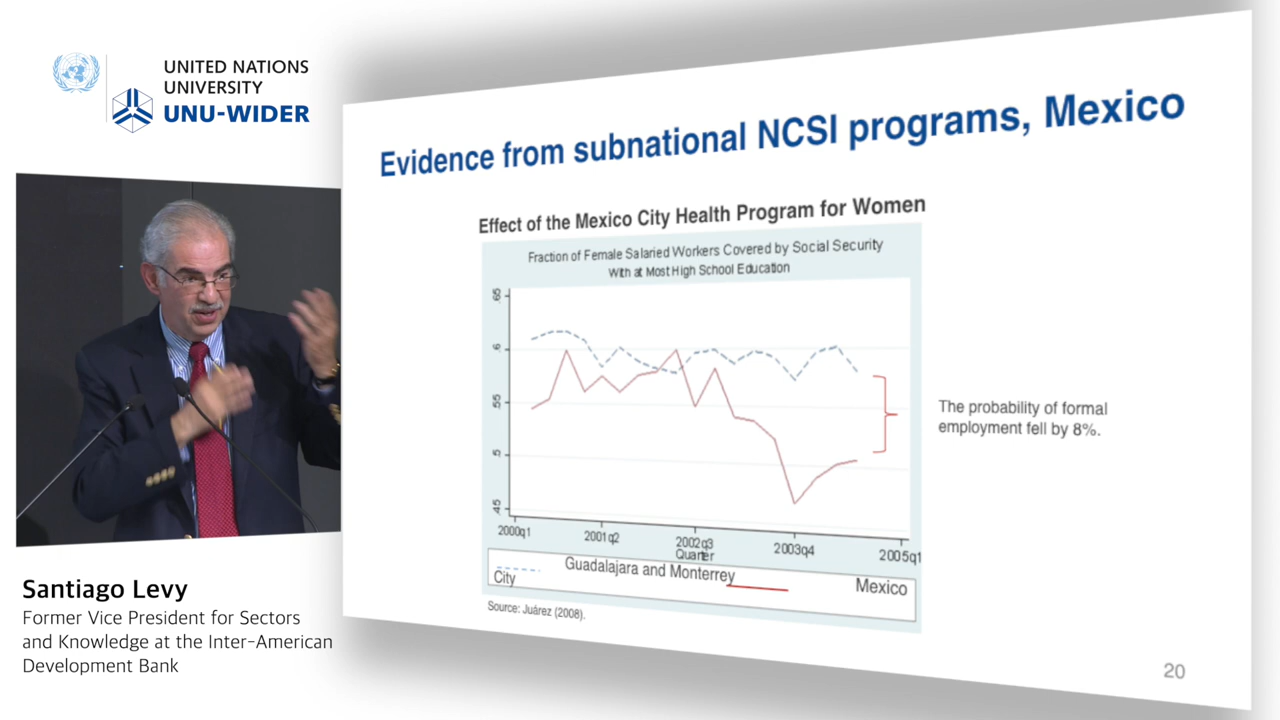 UNITED NATIONS
UNIVERSITY
UNU-WIDER
Santiago Levy
Former Vice President for Sectors
and Knowledge at the Inter-American
Development Bank
Evidence from subnational NCSI programs, Mexico
Effect of the Mexico City Health Program for Women
Fraction of Female Salaried Workers Covered by Social Security
With at Most High School Education
.65
.6
.55
.5
.45
2000q1 2001q2 2002q3 2003q4 2005q1
Quarter
Guadalajara and Monterrey Mexico
City
Source: Juárez (2008).
The probability of formal
employment fell by 8%.
20